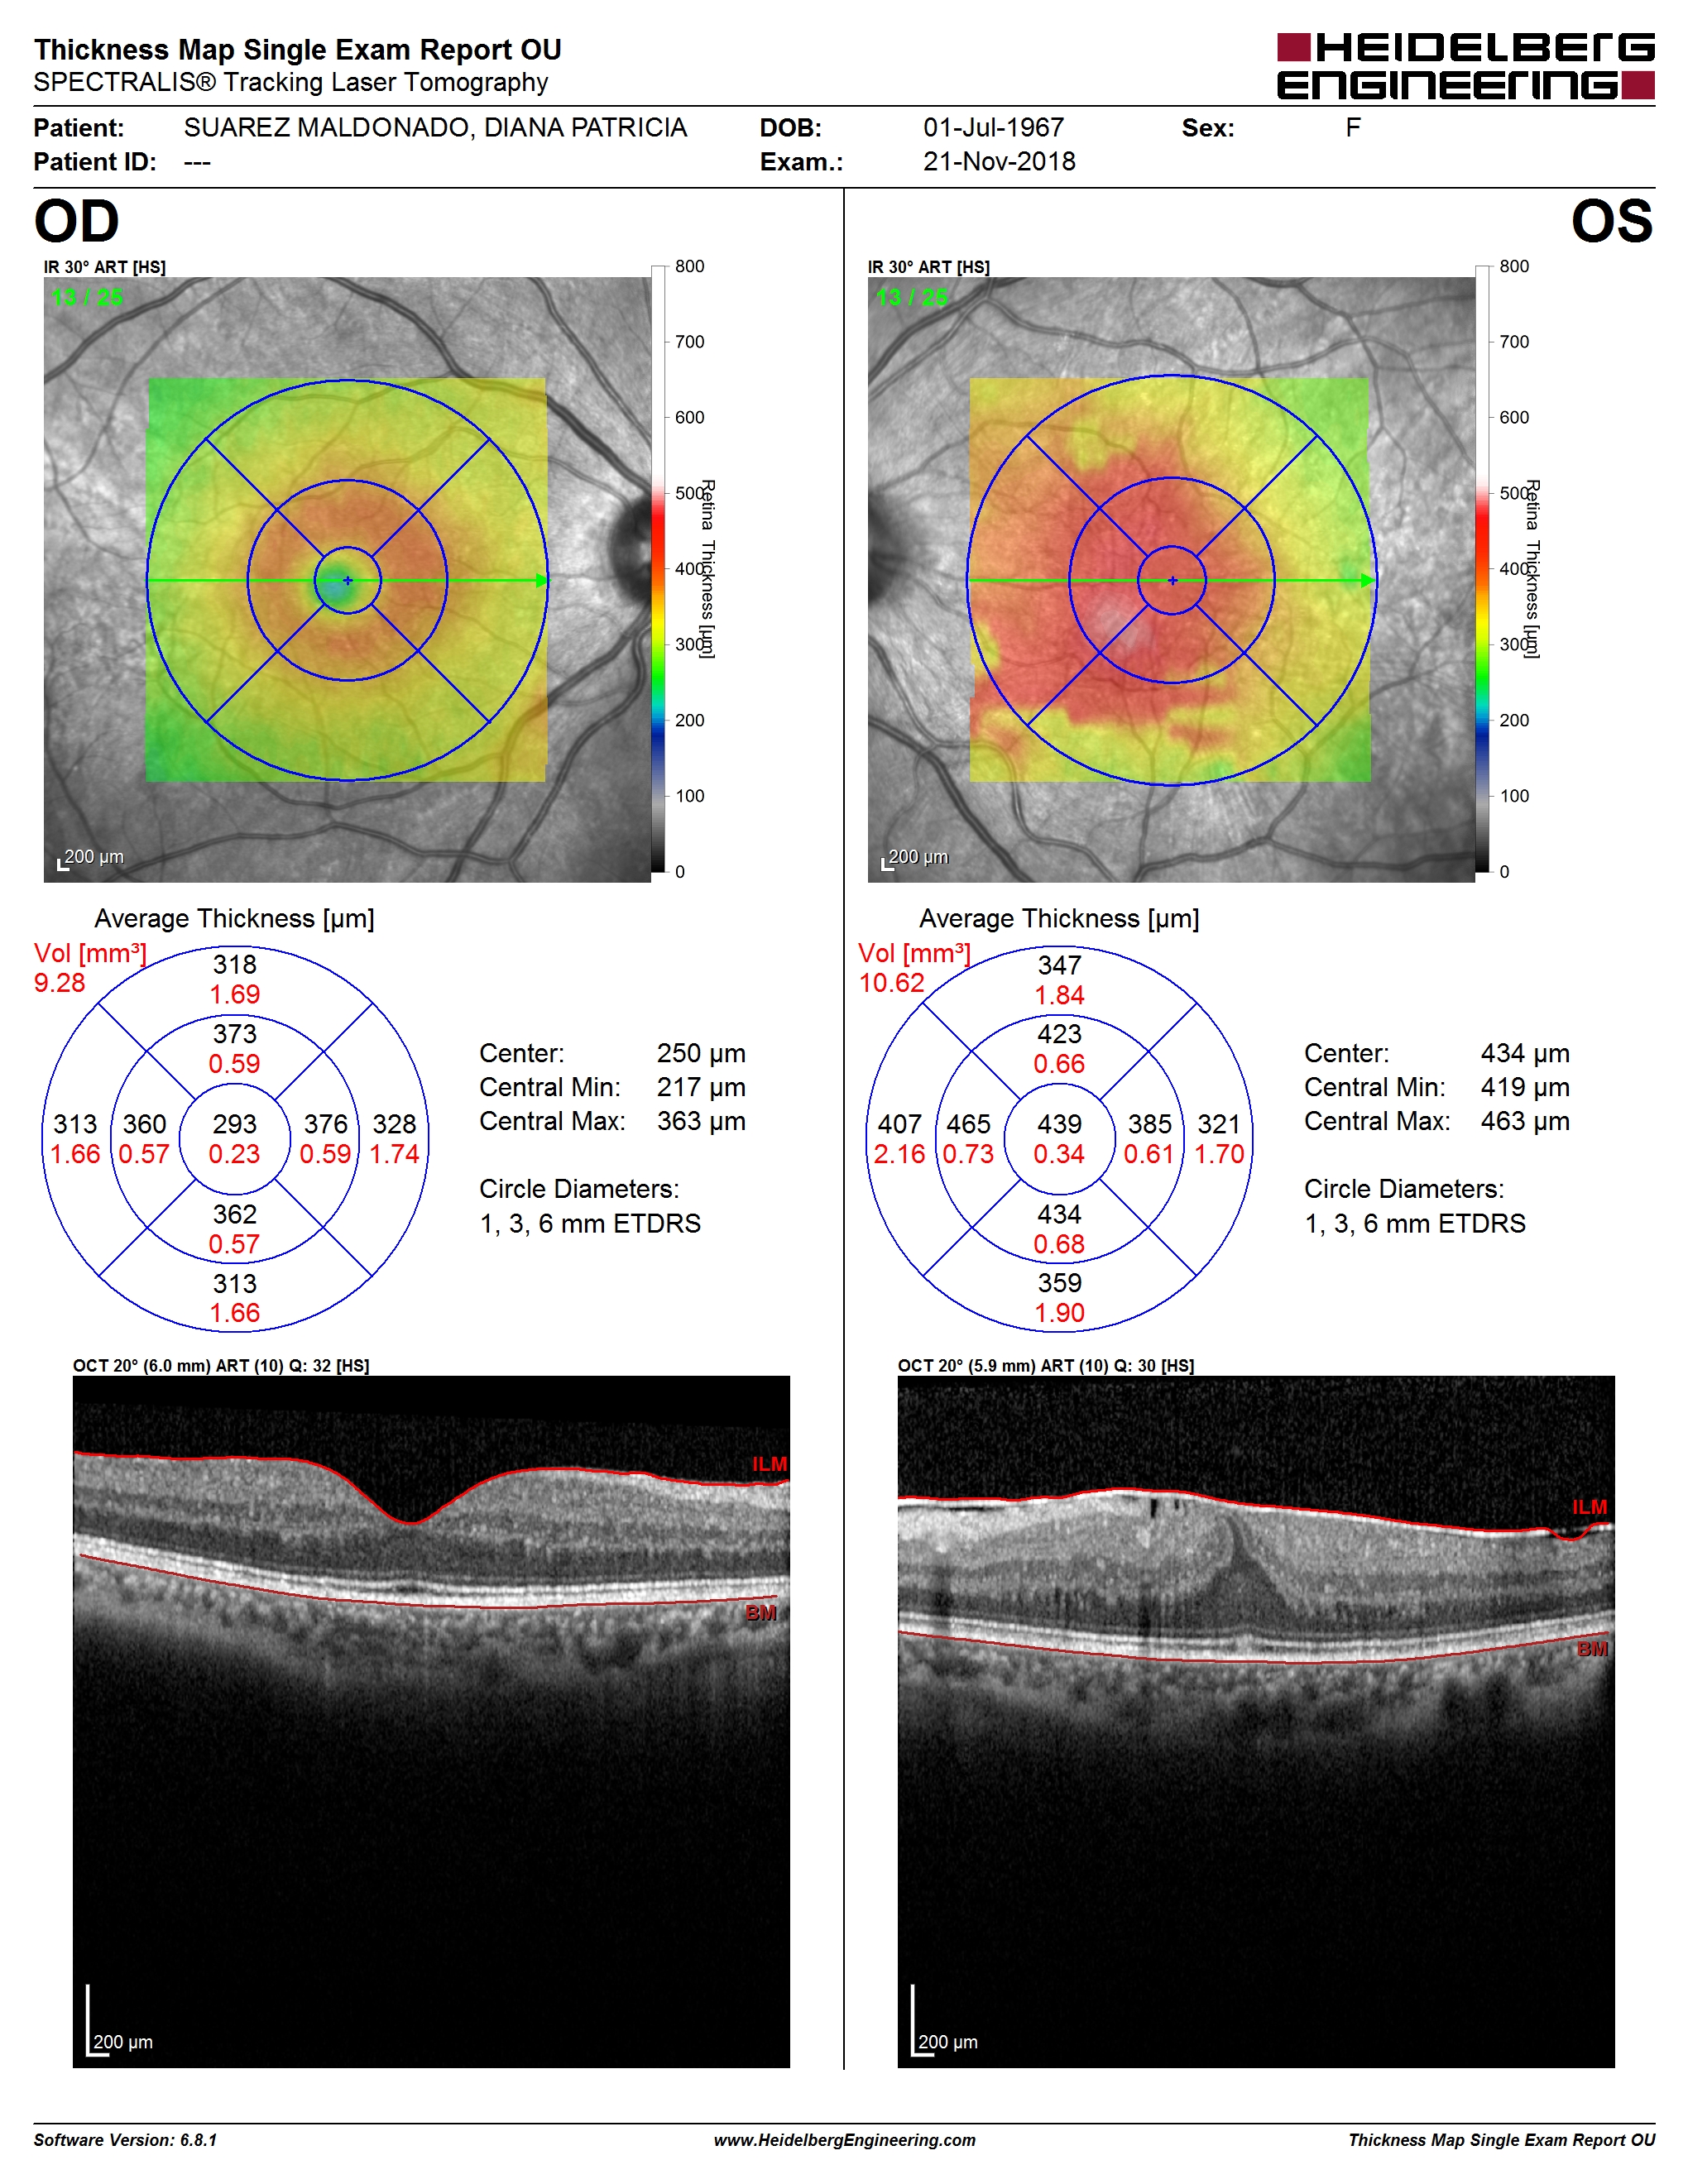 Thickness Map Single Exam Report OU
SPECTRALIS® Tracking Laser Tomography
HEIDELBERG
ENGINEERING
Patient: SUAREZ MALDONADO, DIANA PATRICIA DOB: 01-Jul-1967 Sex: F
Patient ID: --- Exam.: 21-Nov-2018
OD
IR 30° ART [HS]
13 / 25
800
700
600
500
400
300
200
100
0
Retina Thickness [µm]
200 µm
Average Thickness [µm]
Vol [mm³]
9.28
318
1.69
373
0.59
313 360 293 376 328
1.66 0.57 0.23 0.59 1.74
362
0.57
313
1.66
Center: 250 µm
Central Min: 217 µm
Central Max: 363 µm
Circle Diameters:
1, 3, 6 mm ETDRS
OCT 20° (6.0 mm) ART (10) Q: 32 [HS]
ILM
BM
200 µm
OS
IR 30° ART [HS]
13 / 25
800
700
600
500
400
300
200
100
0
Retina Thickness [µm]
200 µm
Average Thickness [µm]
Vol [mm³]
10.62
347
1.84
423
0.66
407 465 439 385 321
2.16 0.73 0.34 0.61 1.70
434
0.68
359
1.90
Center: 434 µm
Central Min: 419 µm
Central Max: 463 µm
Circle Diameters:
1, 3, 6 mm ETDRS
OCT 20° (5.9 mm) ART (10) Q: 30 [HS]
ILM
BM
200 µm
Software Version: 6.8.1 www.HeidelbergEngineering.com Thickness Map Single Exam Report OU